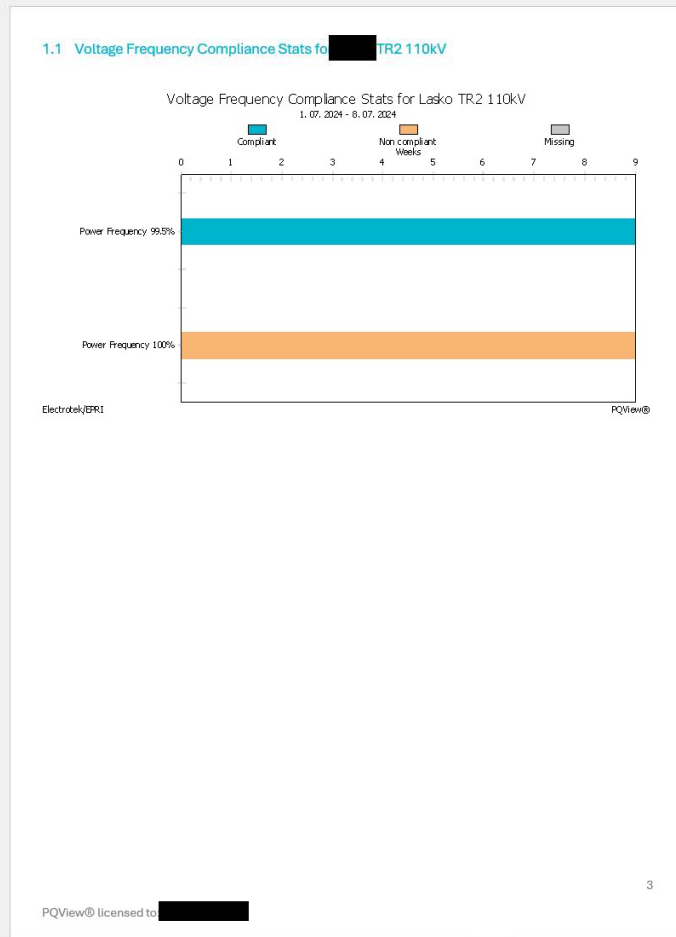 1.1 Voltage Frequency Compliance Stats fo TR2 110kV
Voltage Frequency Compliance Stats for Lasko TR2 110kV
1. 07. 2024 - 8. 07. 2024
Compliant Non compliant Missing
Weeks
0 1 2 3 4 5 6 7 8 9
Power Frequency 99.5%
Power Frequency 100%
Electrotek/EPRI PQView®
3
PQView® licensed to: